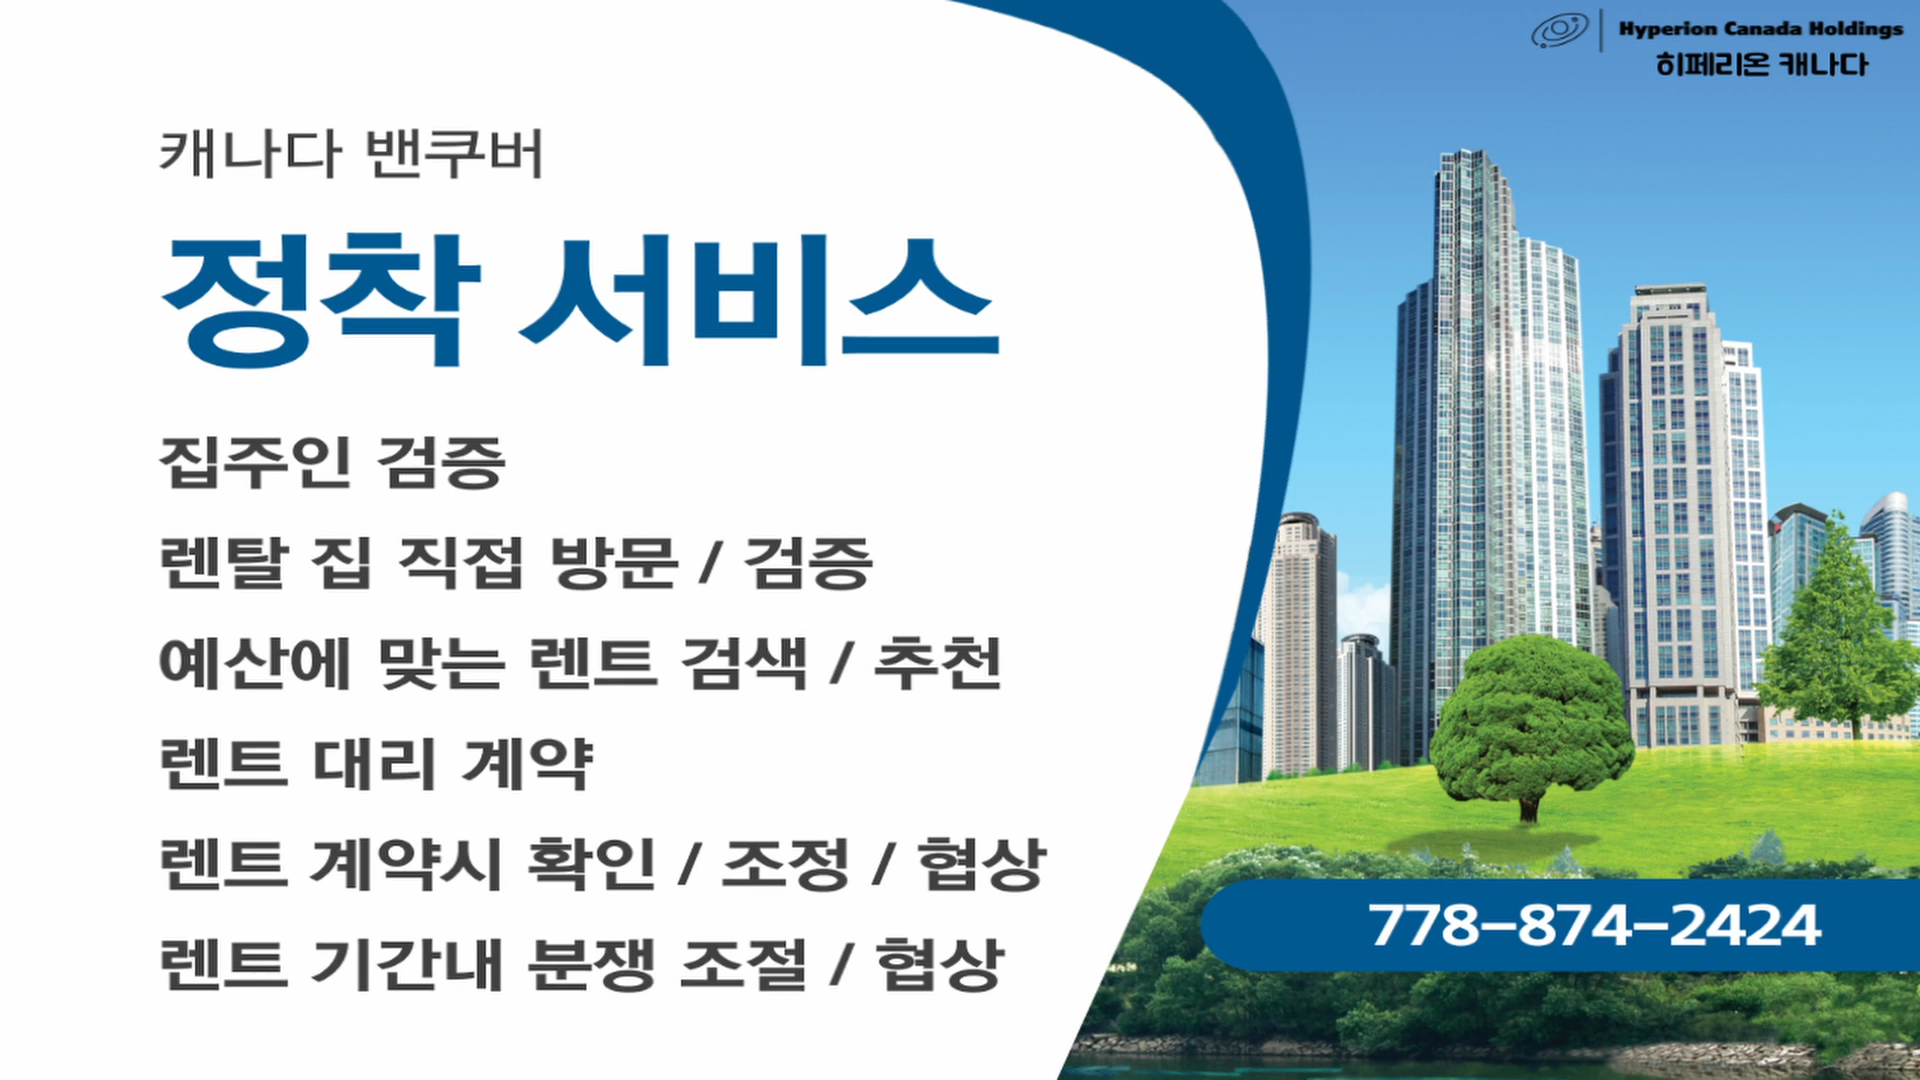 Hyperion Canada Holdings
히페리온 캐나다
캐나다 밴쿠버
정착 서비스
집주인 검증
렌탈 집 직접 방문 / 검증
예산에 맞는 렌트 검색 / 추천
렌트 대리 계약
렌트 계약시 확인 / 조정 / 협상
렌트 기간내 분쟁 조절 / 협상
778-874-2424